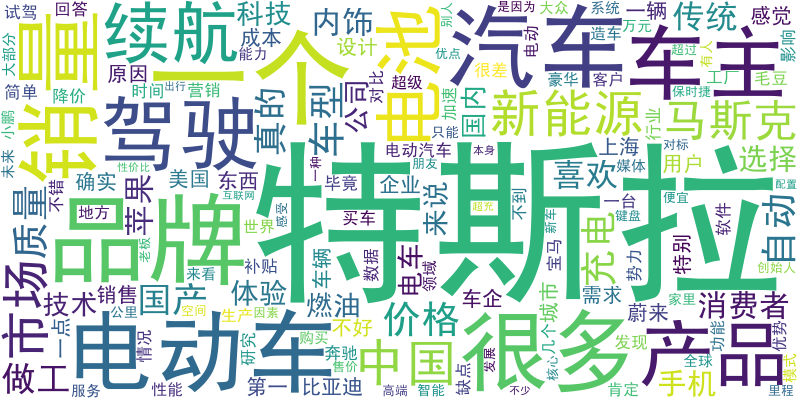 试驾
回答
续航
科技
内饰
一个
电池
汽车
车主
一辆
传统
感觉
大部分
简单
降价
小鹏
未来
销量
原因
时间
营销
出行
成本
能力
驾驶
真的
车型
设计
公司
优点
超级
对比
电动
很差
加速
只能
国内
新能源
豪华
客户
系统
是因为
大众
别人
造车
万元
超过
有人
工厂
行业
马斯克
保时捷
毛豆
影响
不错
质量
地方
确实
苹果
性价比
互联网
美国
东西
一种
感受
世界
老板
来看
补贴
品牌
特斯拉
电动汽车
朋友
本身
毕竟
企业
买车
来说
不到
数据
领域
超充
喜欢
上海
媒体
一台
键盘
宝马
新车
势力
充电
用户
对标
便宜
软件
特别
选择
配置
自动
创始人
家里
市场
一点
做工
技术
销售
公里
情况
服务
性能
空间
生产
因素
国产
研究
第一
电动车
体验
购买
奔驰
比亚迪
车辆
燃油
不好
售价
高端
智能
缺点
中国
价格
电车
车企
发展
核心
不少
几个
城市
很多
需求
蔚来
发现
肯定
产品
消费者
手机
功能
全球
优势
模式
里程